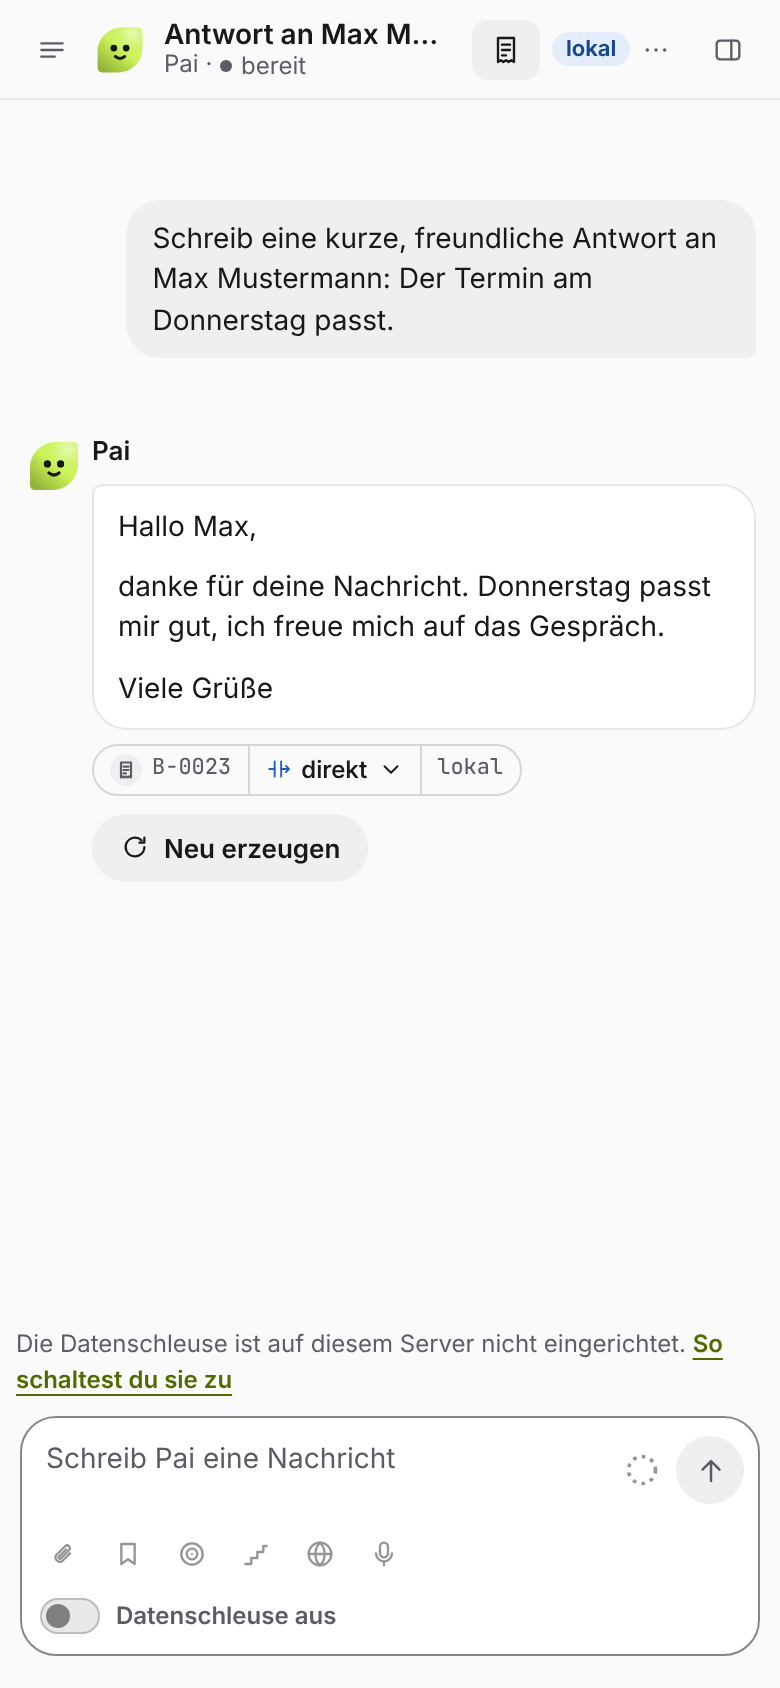 Antwort an Max M...
Pai · ● bereit
lokal
Schreib eine kurze, freundliche Antwort an
Max Mustermann: Der Termin am
Donnerstag passt.
Pai
Hallo Max,
danke für deine Nachricht. Donnerstag passt
mir gut, ich freue mich auf das Gespräch.
Viele Grüße
B-0023 direkt lokal
Neu erzeugen
Die Datenschleuse ist auf diesem Server nicht eingerichtet. So
schaltest du sie zu
Schreib Pai eine Nachricht
Datenschleuse aus